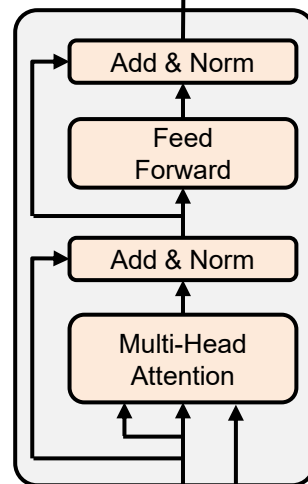 Add & Norm
Feed
Forward
Add & Norm
Multi-Head
Attention